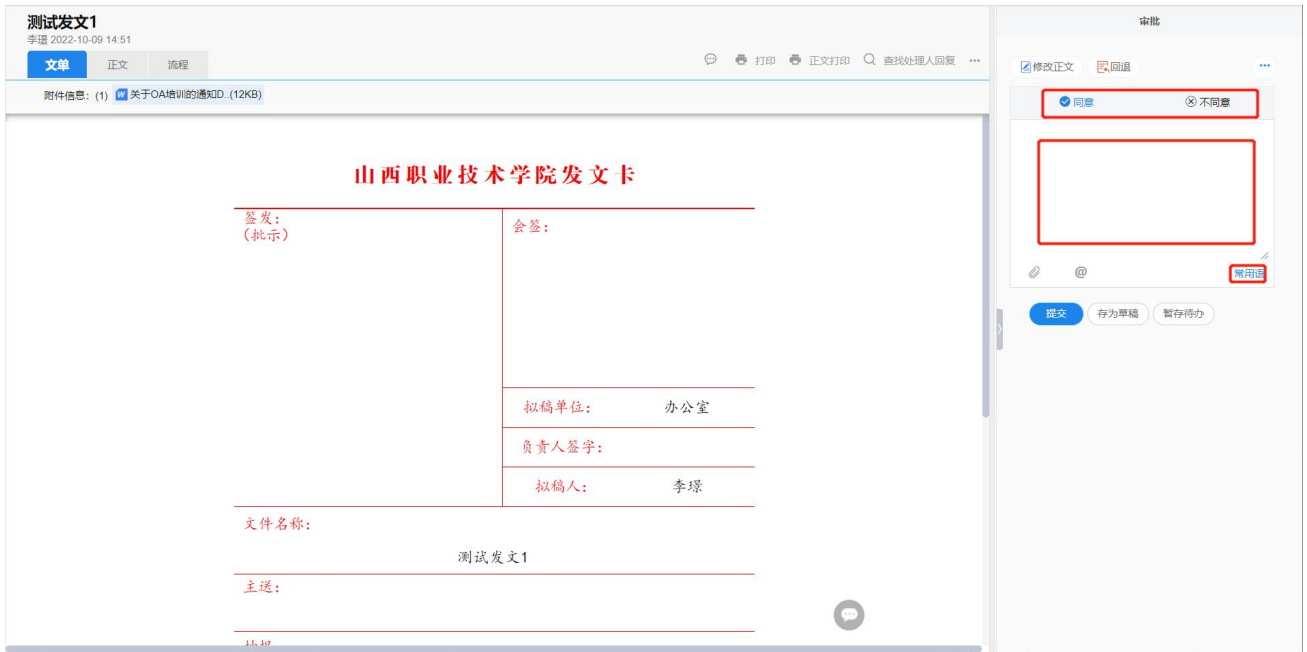 测试发文1
李璟 2022-10-09 14:51
文单 正文 流程
打印 正文打印 查找处理人回复
附件信息: (1) 关于OA培训的通知D..(12KB)
山西职业技术学院发文卡
签发:
(批示)
会签:
拟稿单位: 办公室
负责人签字:
拟稿人: 李璟
文件名称:
测试发文1
主送:
审批
修改正文 回退
同意 不同意
@ 常用语
提交 存为草稿 暂存待办